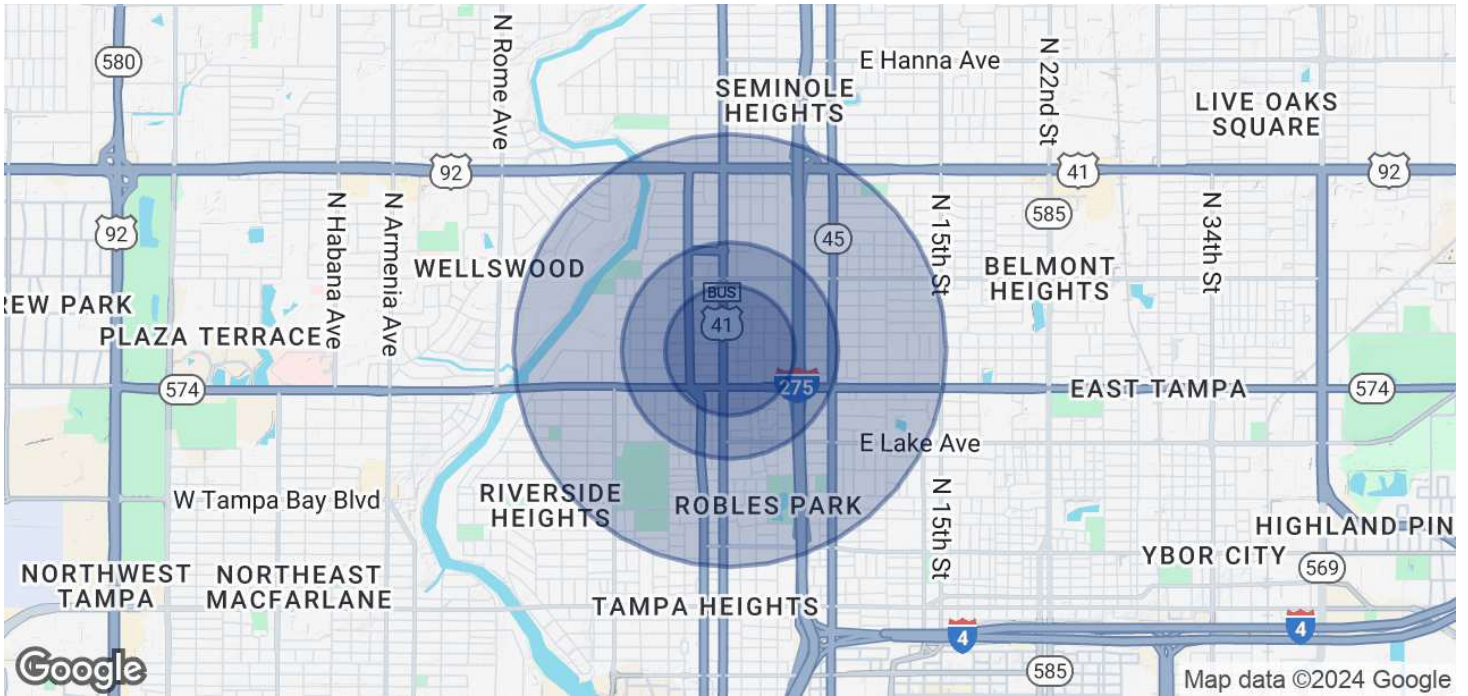 580
N Rome Ave
E Hanna Ave
SEMINOLE
HEIGHTS
N 22nd St
LIVE OAKS
SQUARE
92
41
92
N Habana Ave
N Armenia Ave
N 15th St
585
N 34th St
92
45
WELLSWOOD
BELMONT
HEIGHTS
BUS
41
REW PARK
PLAZA TERRACE
574
275
EAST TAMPA
574
E Lake Ave
W Tampa Bay Blvd
RIVERSIDE
HEIGHTS
ROBLES PARK
N 15th St
HIGHLAND PIN
YBOR CITY
569
NORTHWEST
TAMPA
NORTHEAST
MACFARLANE
TAMPA HEIGHTS
4
4
585
Google
Map data ©2024 Google